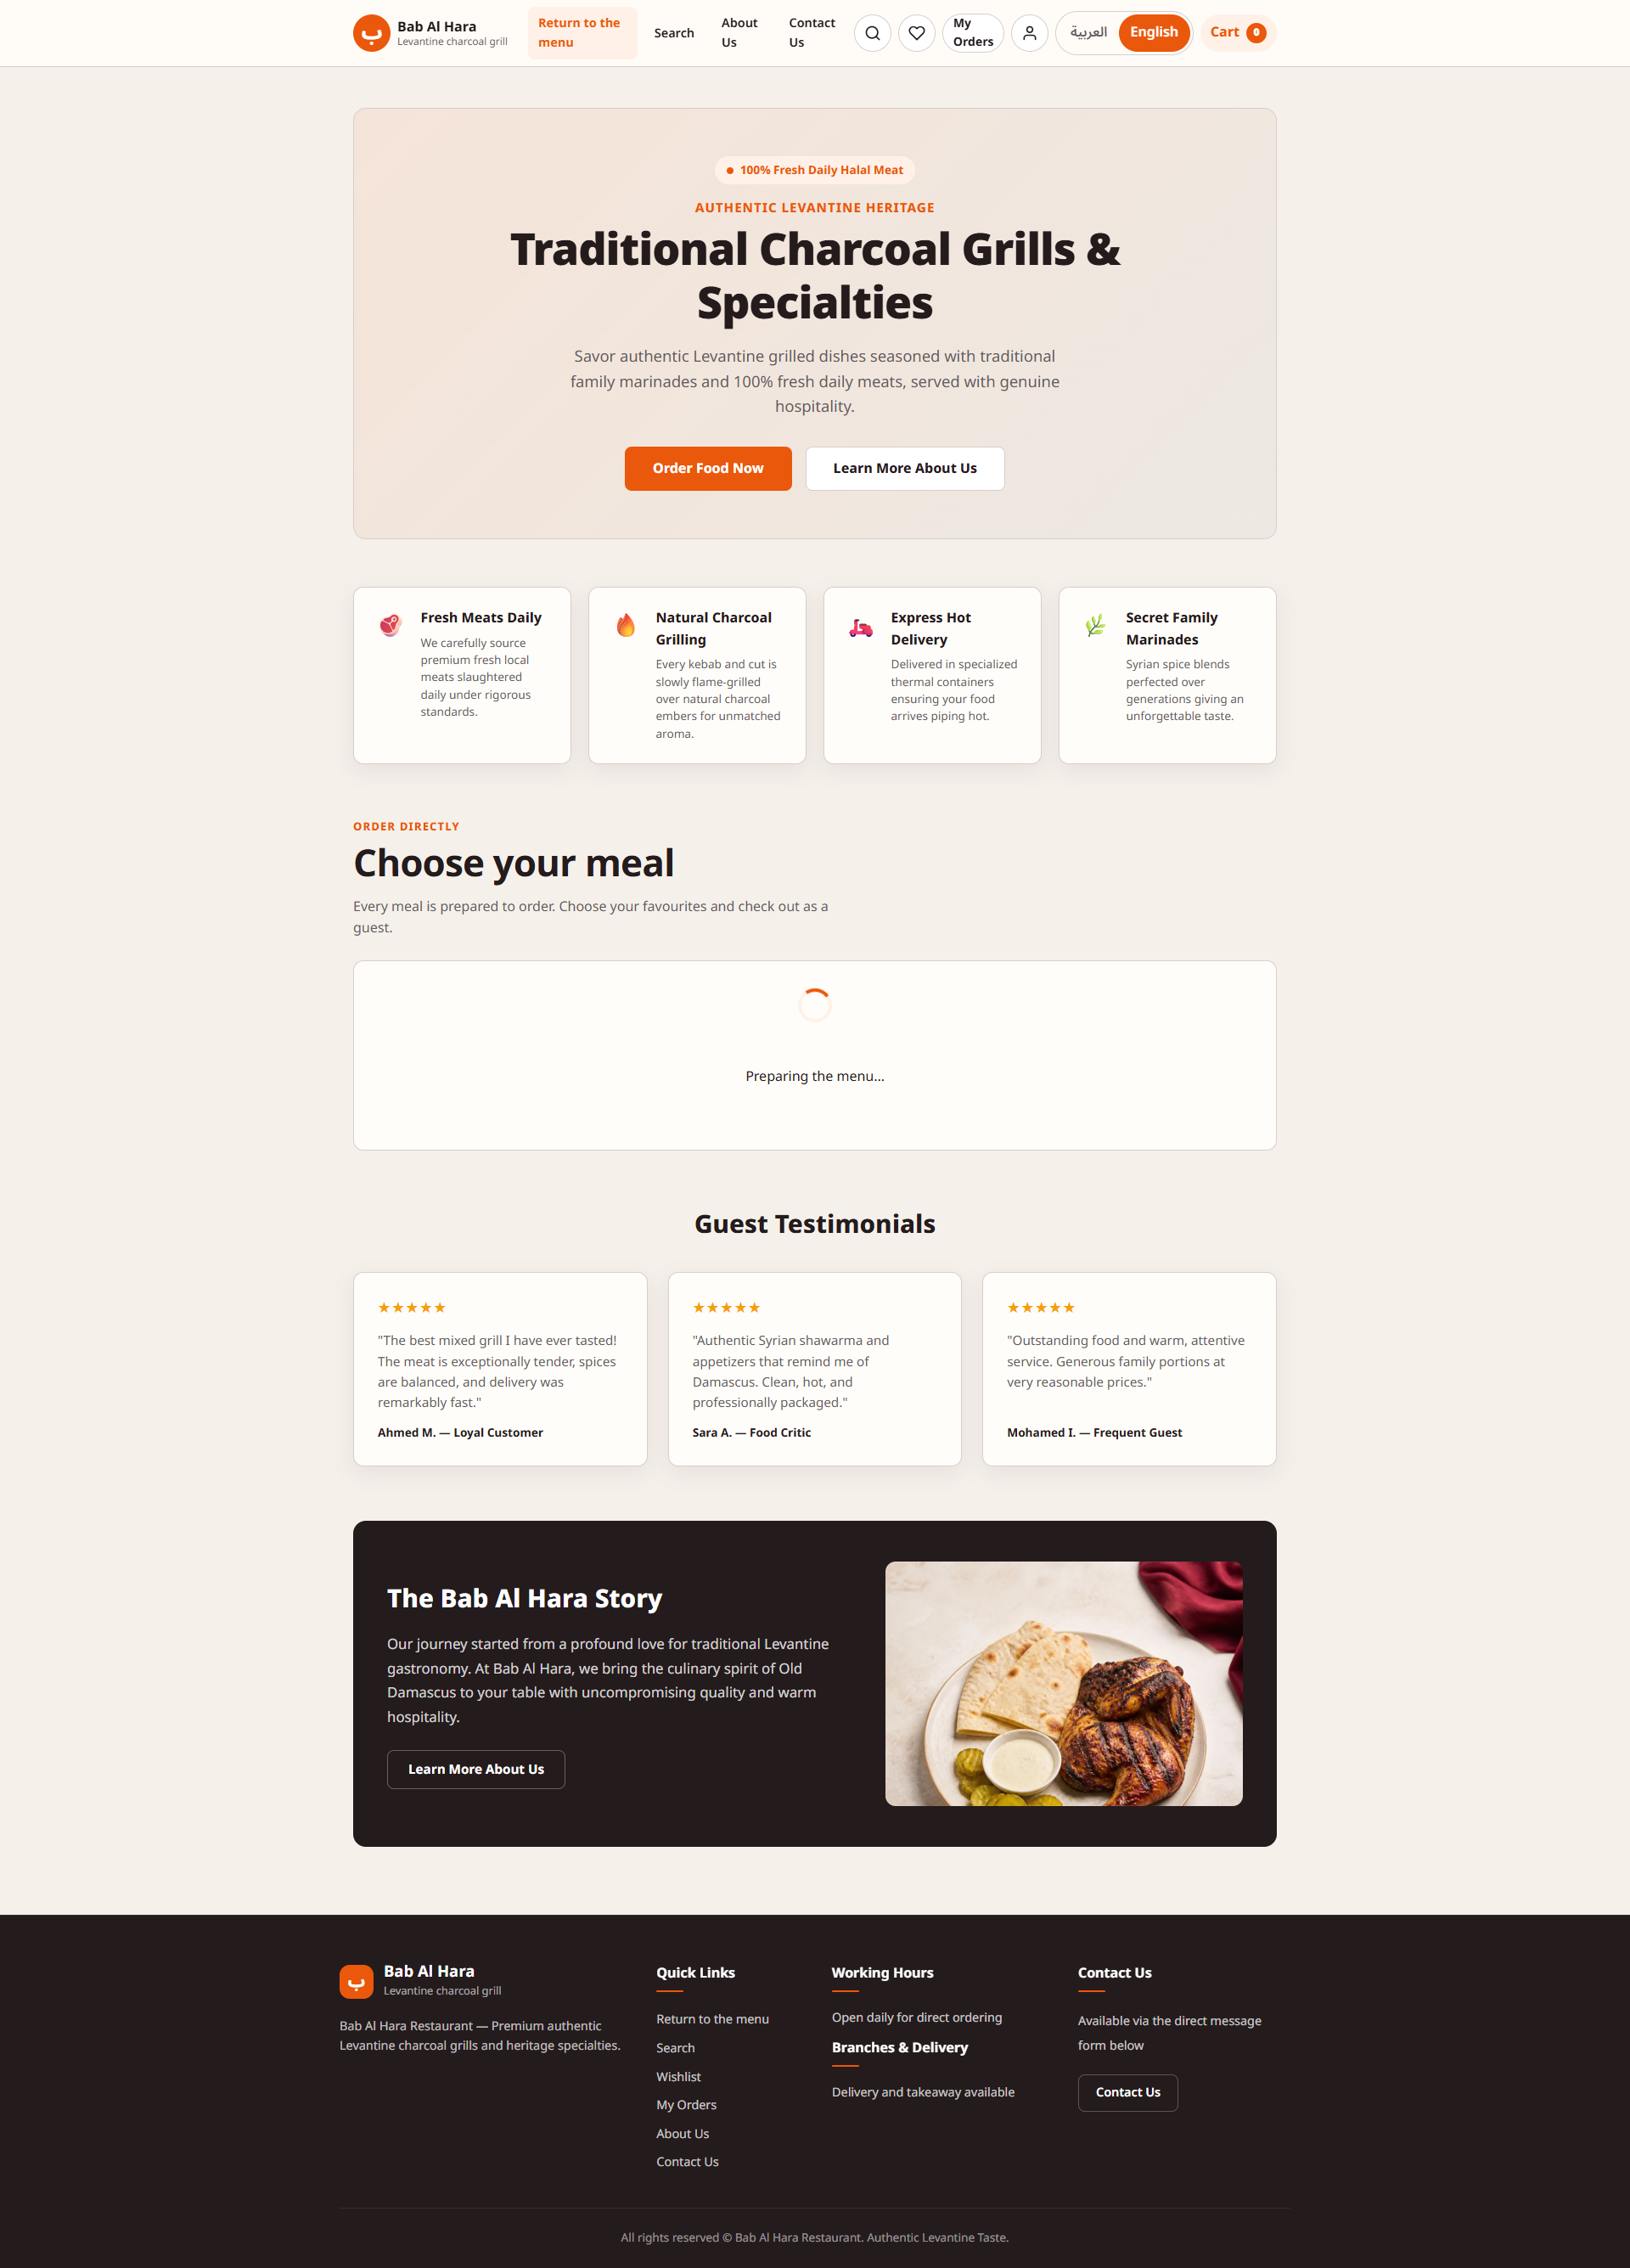 ب
Bab Al Hara
Levantine charcoal grill
Return to the
menu
Search
About
Us
Contact
Us
My
Orders
العربية
English
Cart 0
100% Fresh Daily Halal Meat
AUTHENTIC LEVANTINE HERITAGE
Traditional Charcoal Grills &
Specialties
Savor authentic Levantine grilled dishes seasoned with traditional
family marinades and 100% fresh daily meats, served with genuine
hospitality.
Order Food Now
Learn More About Us
Fresh Meats Daily
We carefully source
premium fresh local
meats slaughtered
daily under rigorous
standards.
Natural Charcoal
Grilling
Every kebab and cut is
slowly flame-grilled
over natural charcoal
embers for unmatched
aroma.
Express Hot
Delivery
Delivered in specialized
thermal containers
ensuring your food
arrives piping hot.
Secret Family
Marinades
Syrian spice blends
perfected over
generations giving an
unforgettable taste.
ORDER DIRECTLY
Choose your meal
Every meal is prepared to order. Choose your favourites and check out as a
guest.
Preparing the menu...
Guest Testimonials
★★★★★
"The best mixed grill I have ever tasted!
The meat is exceptionally tender, spices
are balanced, and delivery was
remarkably fast."
Ahmed M. — Loyal Customer
★★★★★
"Authentic Syrian shawarma and
appetizers that remind me of
Damascus. Clean, hot, and
professionally packaged."
Sara A. — Food Critic
★★★★★
"Outstanding food and warm, attentive
service. Generous family portions at
very reasonable prices."
Mohamed I. — Frequent Guest
The Bab Al Hara Story
Our journey started from a profound love for traditional Levantine
gastronomy. At Bab Al Hara, we bring the culinary spirit of Old
Damascus to your table with uncompromising quality and warm
hospitality.
Learn More About Us
ب
Bab Al Hara
Levantine charcoal grill
Bab Al Hara Restaurant — Premium authentic
Levantine charcoal grills and heritage specialties.
Quick Links
Return to the menu
Search
Wishlist
My Orders
About Us
Contact Us
Working Hours
Open daily for direct ordering
Branches & Delivery
Delivery and takeaway available
Contact Us
Available via the direct message
form below
Contact Us
All rights reserved © Bab Al Hara Restaurant. Authentic Levantine Taste.